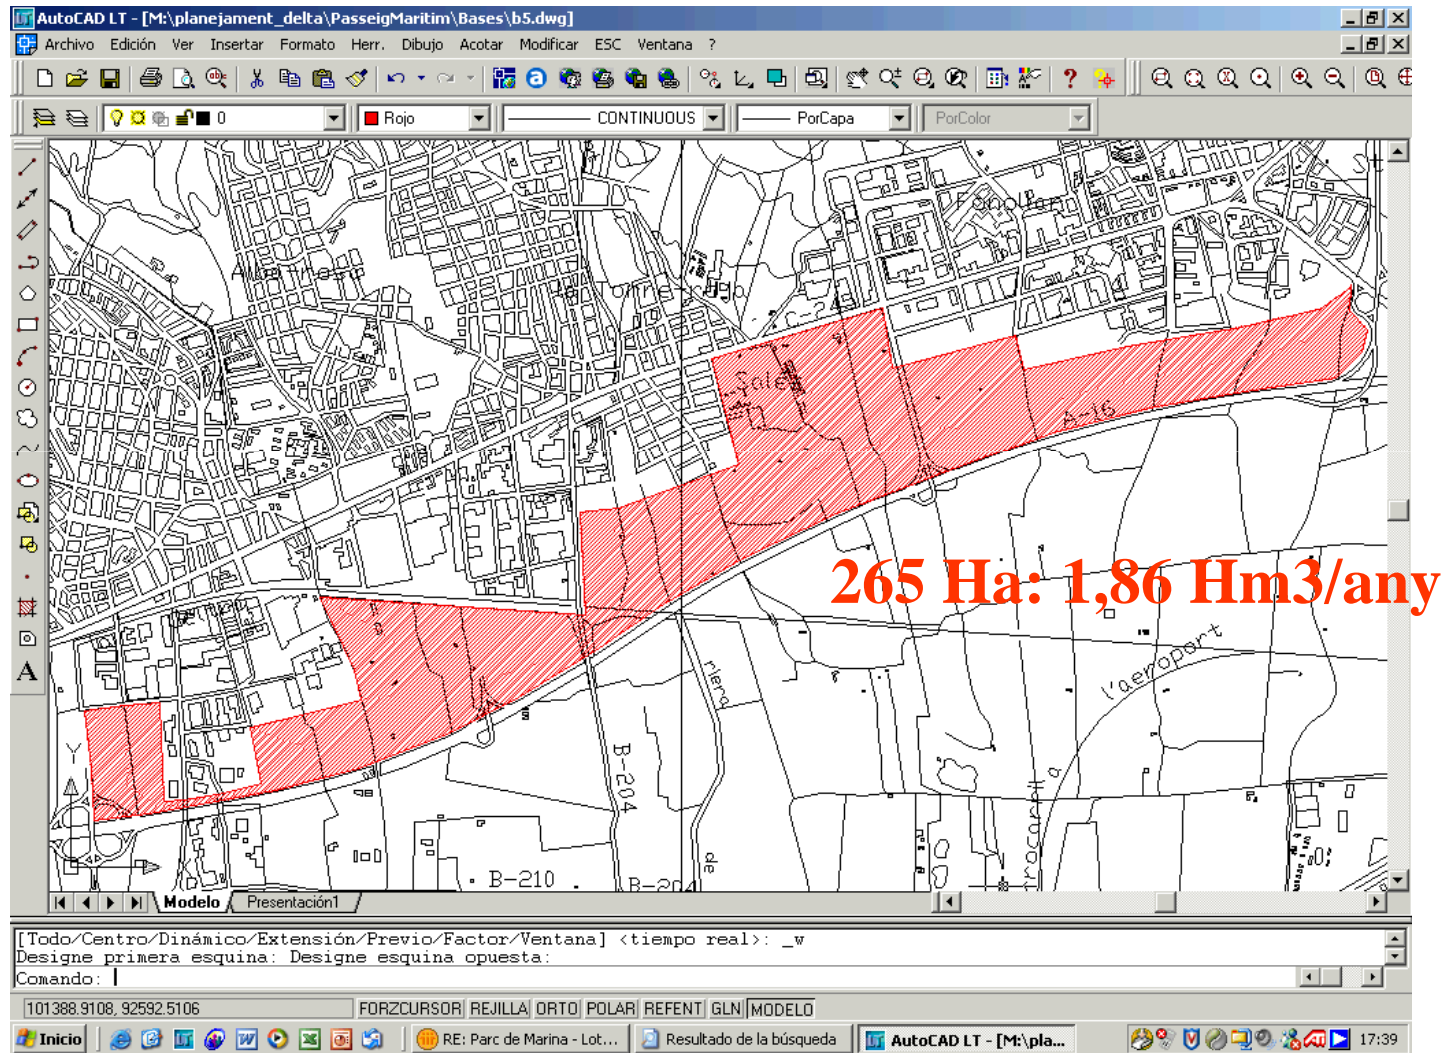 AutoCAD LT - [M:\planejament_delta\PasseigMaritim\Bases\b5.dwg]
Archivo Edición Ver Insertar Formato Herr. Dibujo Acotar Modificar ESC Ventana ?
0 Rojo CONTINUOUS PorCapa PorColor
Fonollar
Sales
A-16
265 Ha: 1,86 Hm3/any
l'aeroport
riera
B-204
Y
de
B-210
B-204
Modelo Presentación1
[Todo/Centro/Dinámico/Extensión/Previo/Factor/Ventana] <tiempo real>: _w
Designe primera esquina: Designe esquina opuesta:
Comando:
101388.9108, 92592.5106 FORZCURSOR REJILLA ORTO POLAR REFENT GLN MODELO
Inicio RE: Parc de Marina - Lot... Resultado de la búsqueda AutoCAD LT - [M:\pla... 17:39